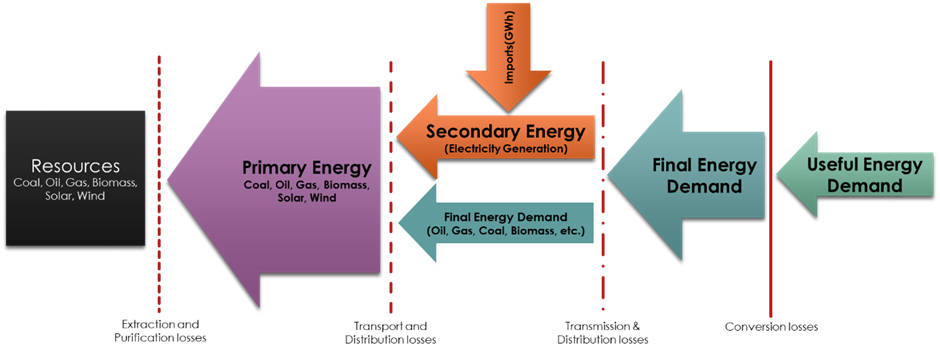 Imports(GWh)
Resources
Coal, Oil, Gas, Biomass,
Solar, Wind
Primary Energy
Coal, Oil, Gas, Biomass,
Solar, Wind
Secondary Energy
(Electricity Generation)
Final Energy Demand
(Oil, Gas, Coal, Biomass, etc.)
Final Energy
Demand
Useful Energy
Demand
Extraction and
Purification losses
Transport and
Distribution losses
Transmission &
Distribution losses
Conversion losses